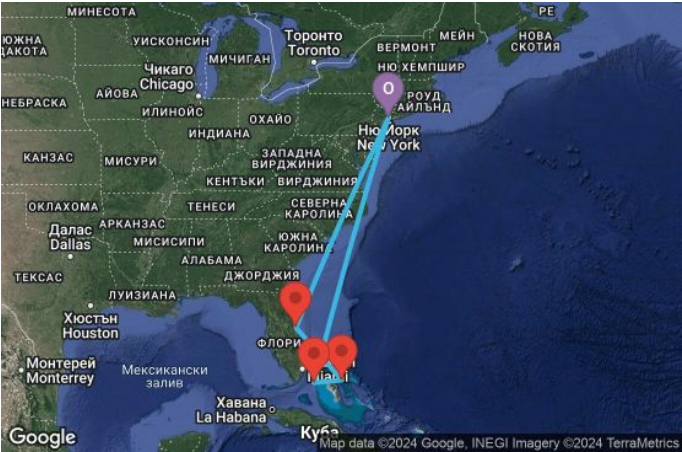 МИНЕСОТА
ЮЖНА
ДАКОТА
УИСКОНСИН
МИЧИГАН
Торонто
Toronto
ВЕРМОНТ
МЕЙН
РЕ
НОВА
СКОТИЯ
Чикаго
Chicago
НЮ ХЕМПШИР
НЕБРАСКА
АЙОВА
O
РОУД
АЙЛЪНД
ИЛИНОЙС
ОХАЙО
ИНДИАНА
Ню Йорк
New York
КАНЗАС
МИСУРИ
ЗАПАДНА
ВИРДЖИНИЯ
КЕНТЪКИ
ВИРДЖИНИЯ
ОКЛАХОМА
АРКАНЗАС
ТЕНЕСИ
СЕВЕРНА
КАРОЛИНА
Далас
Dallas
МИСИСИПИ
ЮЖНА
КАРОЛИНА
АЛАБАМА
ТЕКСАС
ДЖОРДЖИЯ
ЛУИЗИАНА
Хюстън
Houston
ФЛОРИ
Монтерей
Monterrey
Мексикански
залив
Miami
Хавана
La Habana
Куба
Google
Map data ©2024 Google, INEGI Imagery ©2024 TerraMetrics